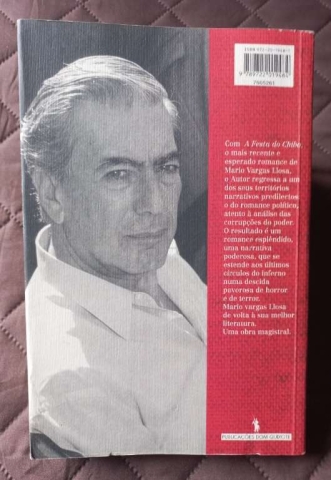 Com A Festa do Chibo,
o mais recente e
esperado romance de
Mario Vargas Llosa,
o Autor regressa a um
dos seus territórios
narrativos predilectos:
o do romance político,
atento à análise das
corrupções do poder.
O resultado é um
romance esplêndido,
uma narrativa
poderosa, que se
estende aos últimos
círculos do inferno
numa descida
pavorosa de horror
e de terror.
Mario vargas Llosa
de volta à sua melhor
literatura.
Uma obra magistral.
PUBLICAÇÕES DOM QUIXOTE